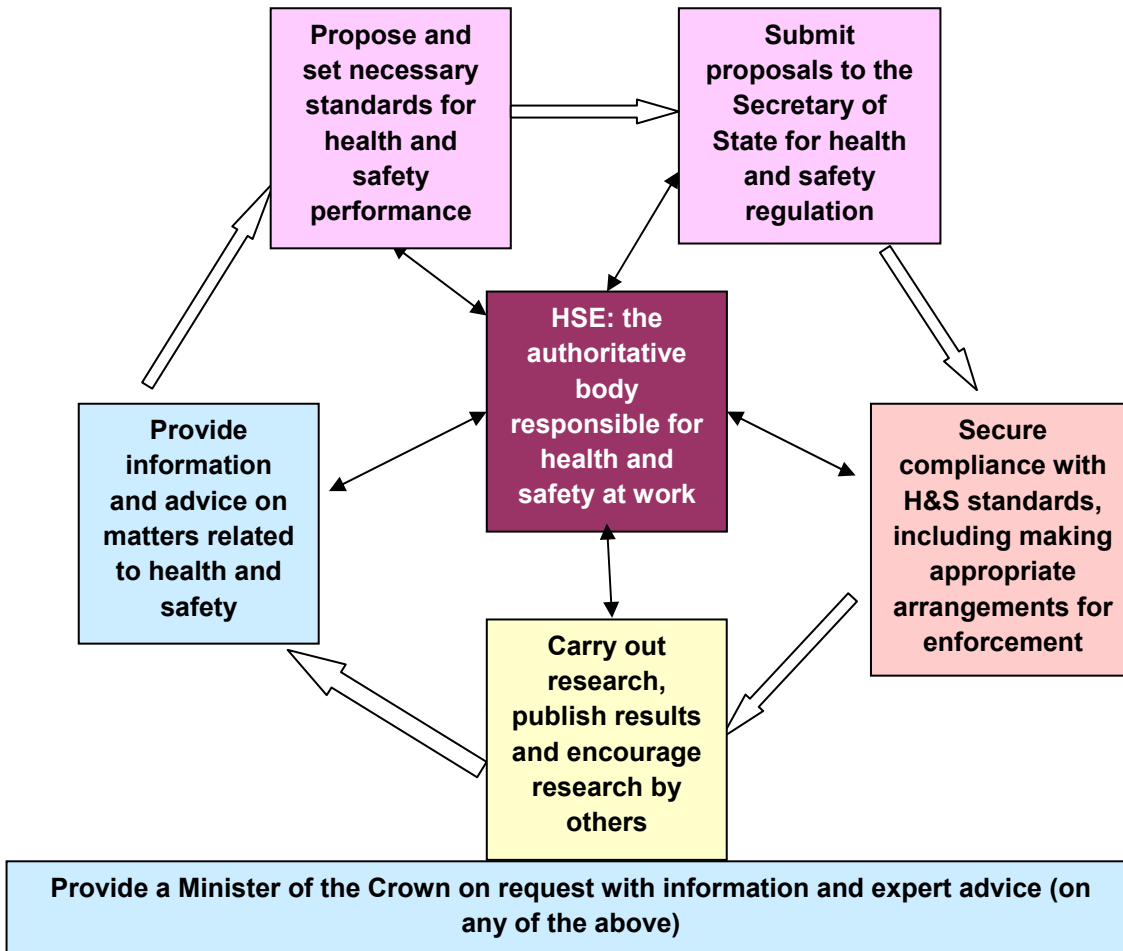 Propose and
set necessary
standards for
health and
safety
performance
Submit
proposals to the
Secretary of
State for health
and safety
regulation
HSE: the
authoritative
body
responsible for
health and
safety at work
Provide
information
and advice on
matters related
to health and
safety
Secure
compliance with
H&S standards,
including making
appropriate
arrangements for
enforcement
Carry out
research,
publish results
and encourage
research by
others
Provide a Minister of the Crown on request with information and expert advice (on
any of the above)